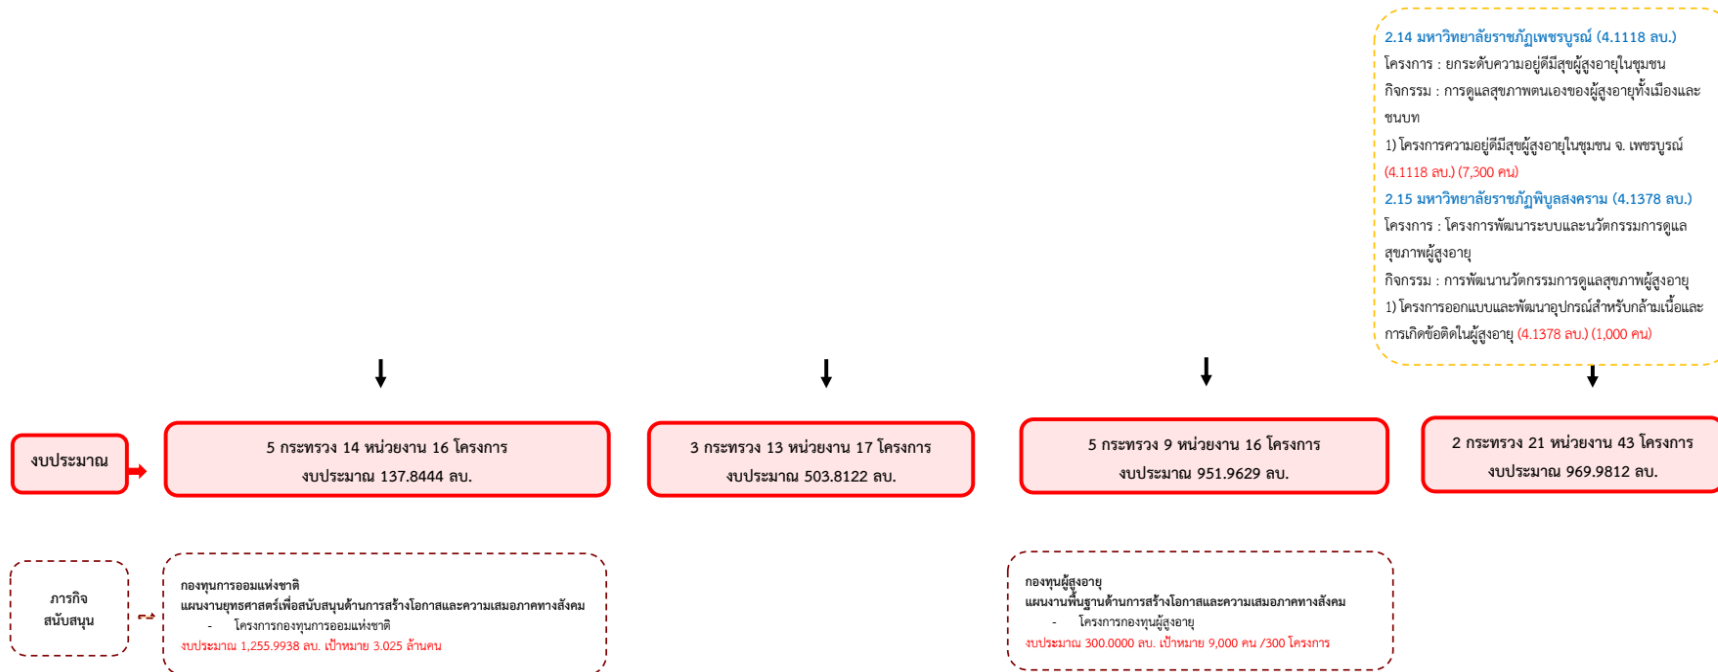 2.14 มหาวิทยาลัยราชภัฏเพชรบูรณ์ (4.1118 ลบ.)
โครงการ : ยกระดับความอยู่ดีมีสุขผู้สูงอายุในชุมชน
กิจกรรม : การดูแลสุขภาพตนเองของผู้สูงอายุทั้งเมืองและ
ชนบท
1) โครงการความอยู่ดีมีสุขผู้สูงอายุในชุมชน จ. เพชรบูรณ์
(4.1118 ลบ.) (7,300 คน)
2.15 มหาวิทยาลัยราชภัฏพิบูลสงคราม (4.1378 ลบ.)
โครงการ : โครงการพัฒนาระบบและนวัตกรรมการดูแล
สุขภาพผู้สูงอายุ
กิจกรรม : การพัฒนานวัตกรรมการดูแลสุขภาพผู้สูงอายุ
1) โครงการออกแบบและพัฒนาอุปกรณ์สำหรับกล้ามเนื้อและ
การเกิดข้อติดในผู้สูงอายุ (4.1378 ลบ.) (1,000 คน)
งบประมาณ
5 กระทรวง 14 หน่วยงาน 16 โครงการ
งบประมาณ 137.8444 ลบ.
3 กระทรวง 13 หน่วยงาน 17 โครงการ
งบประมาณ 503.8122 ลบ.
5 กระทรวง 9 หน่วยงาน 16 โครงการ
งบประมาณ 951.9629 ลบ.
2 กระทรวง 21 หน่วยงาน 43 โครงการ
งบประมาณ 969.9812 ลบ.
ภารกิจ
สนับสนุน
กองทุนการออมแห่งชาติ
แผนงานยุทธศาสตร์เพื่อสนับสนุนด้านการสร้างโอกาสและความเสมอภาคทางสังคม
- โครงการกองทุนการออมแห่งชาติ
งบประมาณ 1,255.9938 ลบ. เป้าหมาย 3.025 ล้านคน
กองทุนผู้สูงอายุ
แผนงานพื้นฐานด้านการสร้างโอกาสและความเสมอภาคทางสังคม
- โครงการกองทุนผู้สูงอายุ
งบประมาณ 300.0000 ลบ. เป้าหมาย 9,000 คน /300 โครงการ